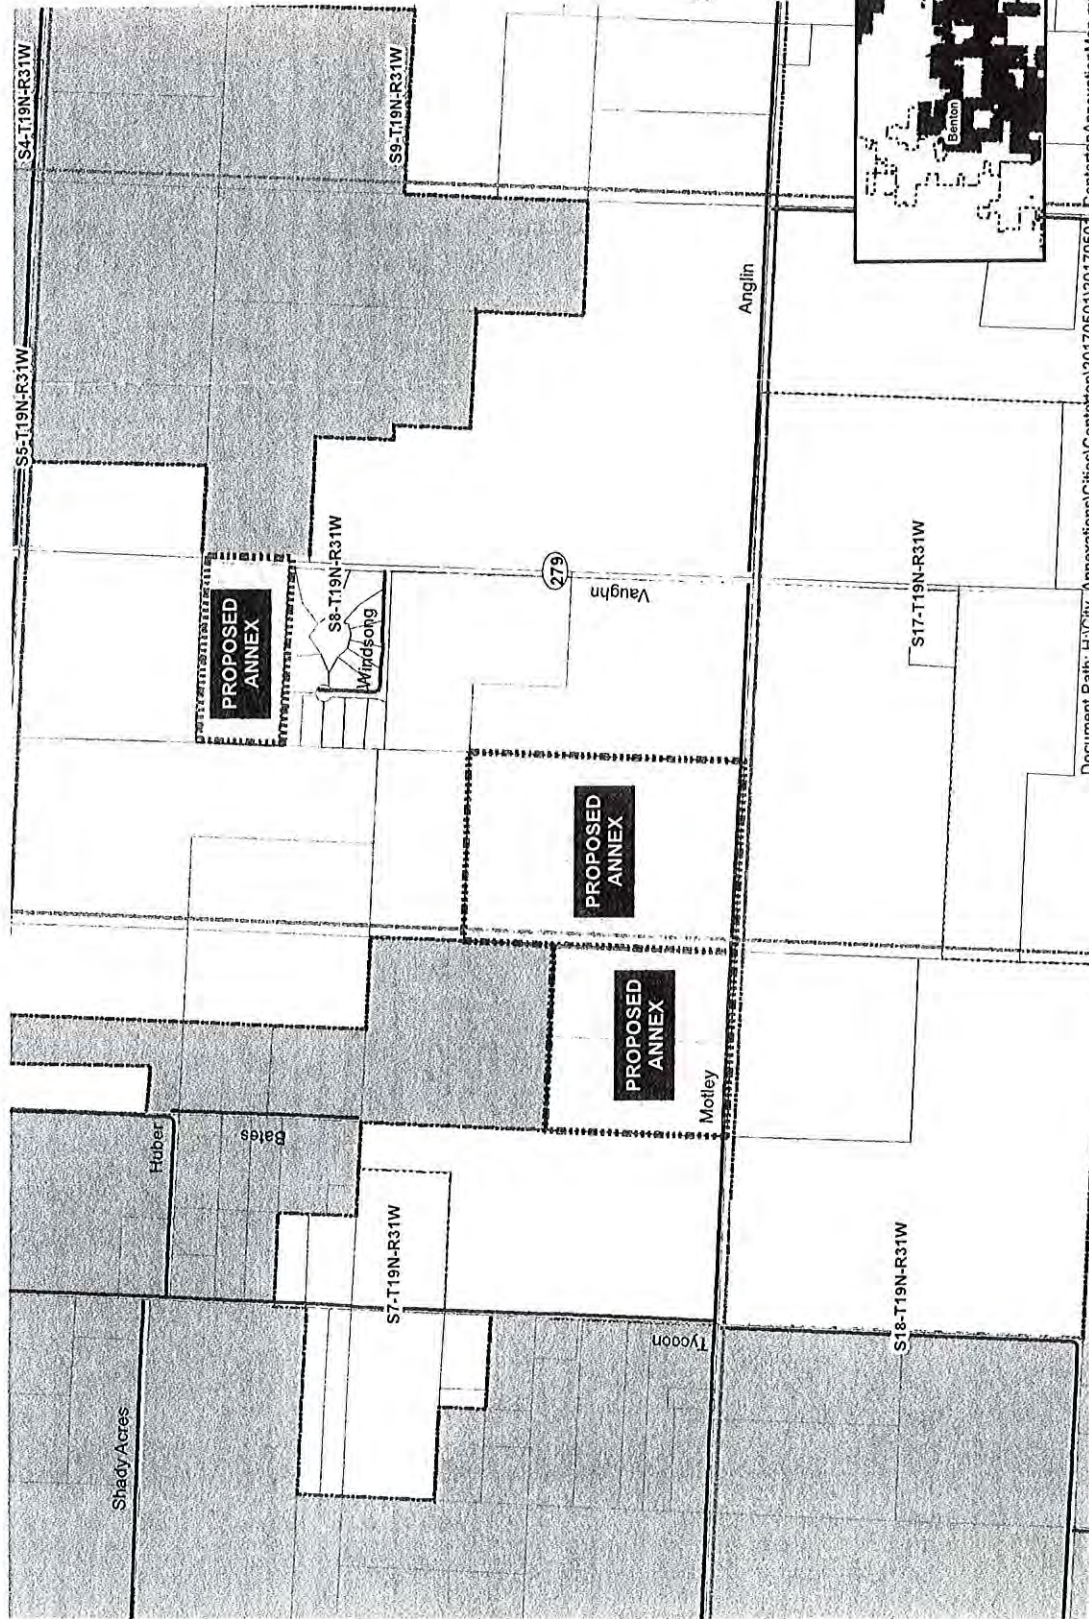 S4-T19N-R31W
S5-T19N-R31W
S9-T19N-R31W
PROPOSED
ANNEX
S8-T19N-R31W
Windsong
279
Vaughn
Anglin
Benton
PROPOSED
ANNEX
PROPOSED
ANNEX
Motley
Huber
Bates
Shady Acres
S7-T19N-R31W
Tycoon
S17-T19N-R31W
S18-T19N-R31W
Document Path: